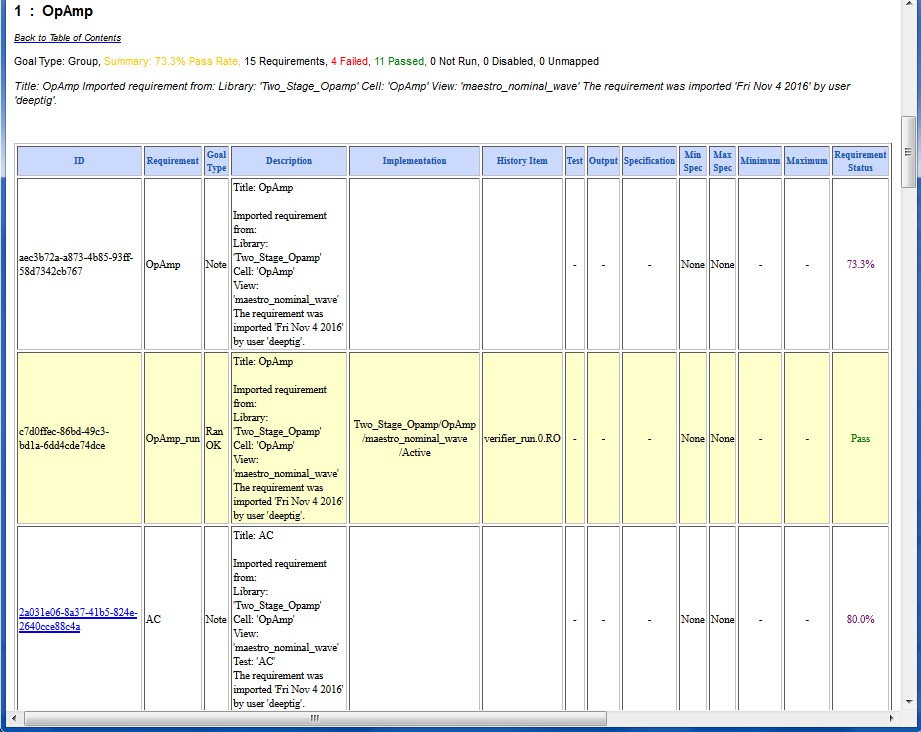 1 : OpAmp
Back to Table of Contents
Goal Type: Group, Summary: 73.3% Pass Rate, 15 Requirements, 4 Failed, 11 Passed, 0 Not Run, 0 Disabled, 0 Unmapped
Title: OpAmp Imported requirement from: Library: 'Two_Stage_Opamp' Cell: 'OpAmp' View: 'maestro_nominal_wave' The requirement was imported 'Fri Nov 4 2016' by user
'deeptig'.
ID
Requirement
Goal
Type
Description
Implementation
History Item
Test
Output
Specification
Min
Spec
Max
Spec
Minimum
Maximum
Requirement
Status
aec3b72a-a873-4b85-93ff-
58d7342cb767
OpAmp
Note
Title: OpAmp
Imported requirement
from:
Library:
'Two_Stage_Opamp'
Cell: 'OpAmp'
View:
'maestro_nominal_wave'
The requirement was
imported 'Fri Nov 4 2016'
by user 'deeptig'.
-
-
-
None
None
-
-
73.3%
c7d0ffec-86bd-49c3-
bd1a-6dd4cde74dce
OpAmp_run
Ran
OK
Title: OpAmp
Imported requirement
from:
Library:
'Two_Stage_Opamp'
Cell: 'OpAmp'
View:
'maestro_nominal_wave'
The requirement was
imported 'Fri Nov 4 2016'
by user 'deeptig'.
Two_Stage_Opamp/OpAmp
/maestro_nominal_wave
/Active
verifier_run.0.RO
-
-
-
None
None
-
-
Pass
2a031e06-8a37-41b5-824e-
2640cce88c4a
AC
Note
Title: AC
Imported requirement
from:
Library:
'Two_Stage_Opamp'
Cell: 'OpAmp'
View:
'maestro_nominal_wave'
Test: 'AC'
The requirement was
imported 'Fri Nov 4 2016'
by user 'deeptig'.
-
-
-
None
None
-
-
80.0%